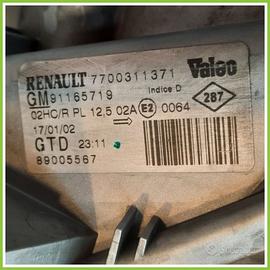 RENAULT 7700311371 Valeo
GM 91165719 Indice D
02HC/R PL 12,5 02A E2 0064 287
17/01/02
GTD 23:11
89005567